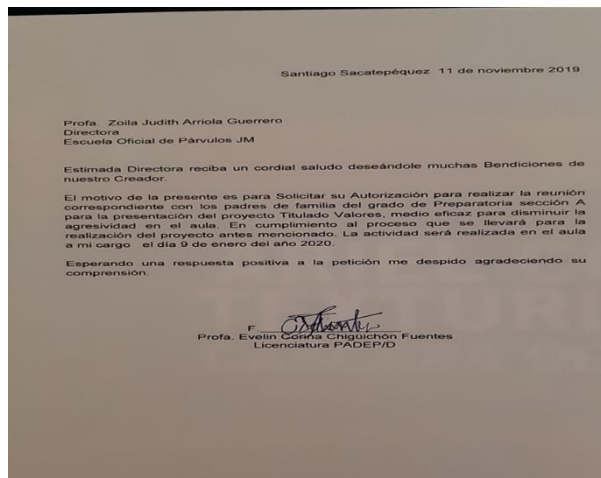 Santiago Sacatepéquez 11 de noviembre 2019
Profa. Zoila Judith Arriola Guerrero
Directora
Escuela Oficial de Párvulos JM
Estimada Directora reciba un cordial saludo deseándole muchas Bendiciones de
nuestro Creador.
El motivo de la presente es para Solicitar su Autorización para realizar la reunión
correspondiente con los padres de familia del grado de Preparatoria sección A
para la presentación del proyecto Titulado Valores, medio eficaz para disminuir la
agresividad en el aula. En cumplimiento al proceso que se llevará para la
realización del proyecto antes mencionado. La actividad será realizada en el aula
a mi cargo el día 9 de enero del año 2020.
Esperando una respuesta positiva a la petición me despido agradeciendo su
comprensión.
F.
Profa. Evelin Corina Chigüichón Fuentes
Licenciatura PADEP/D